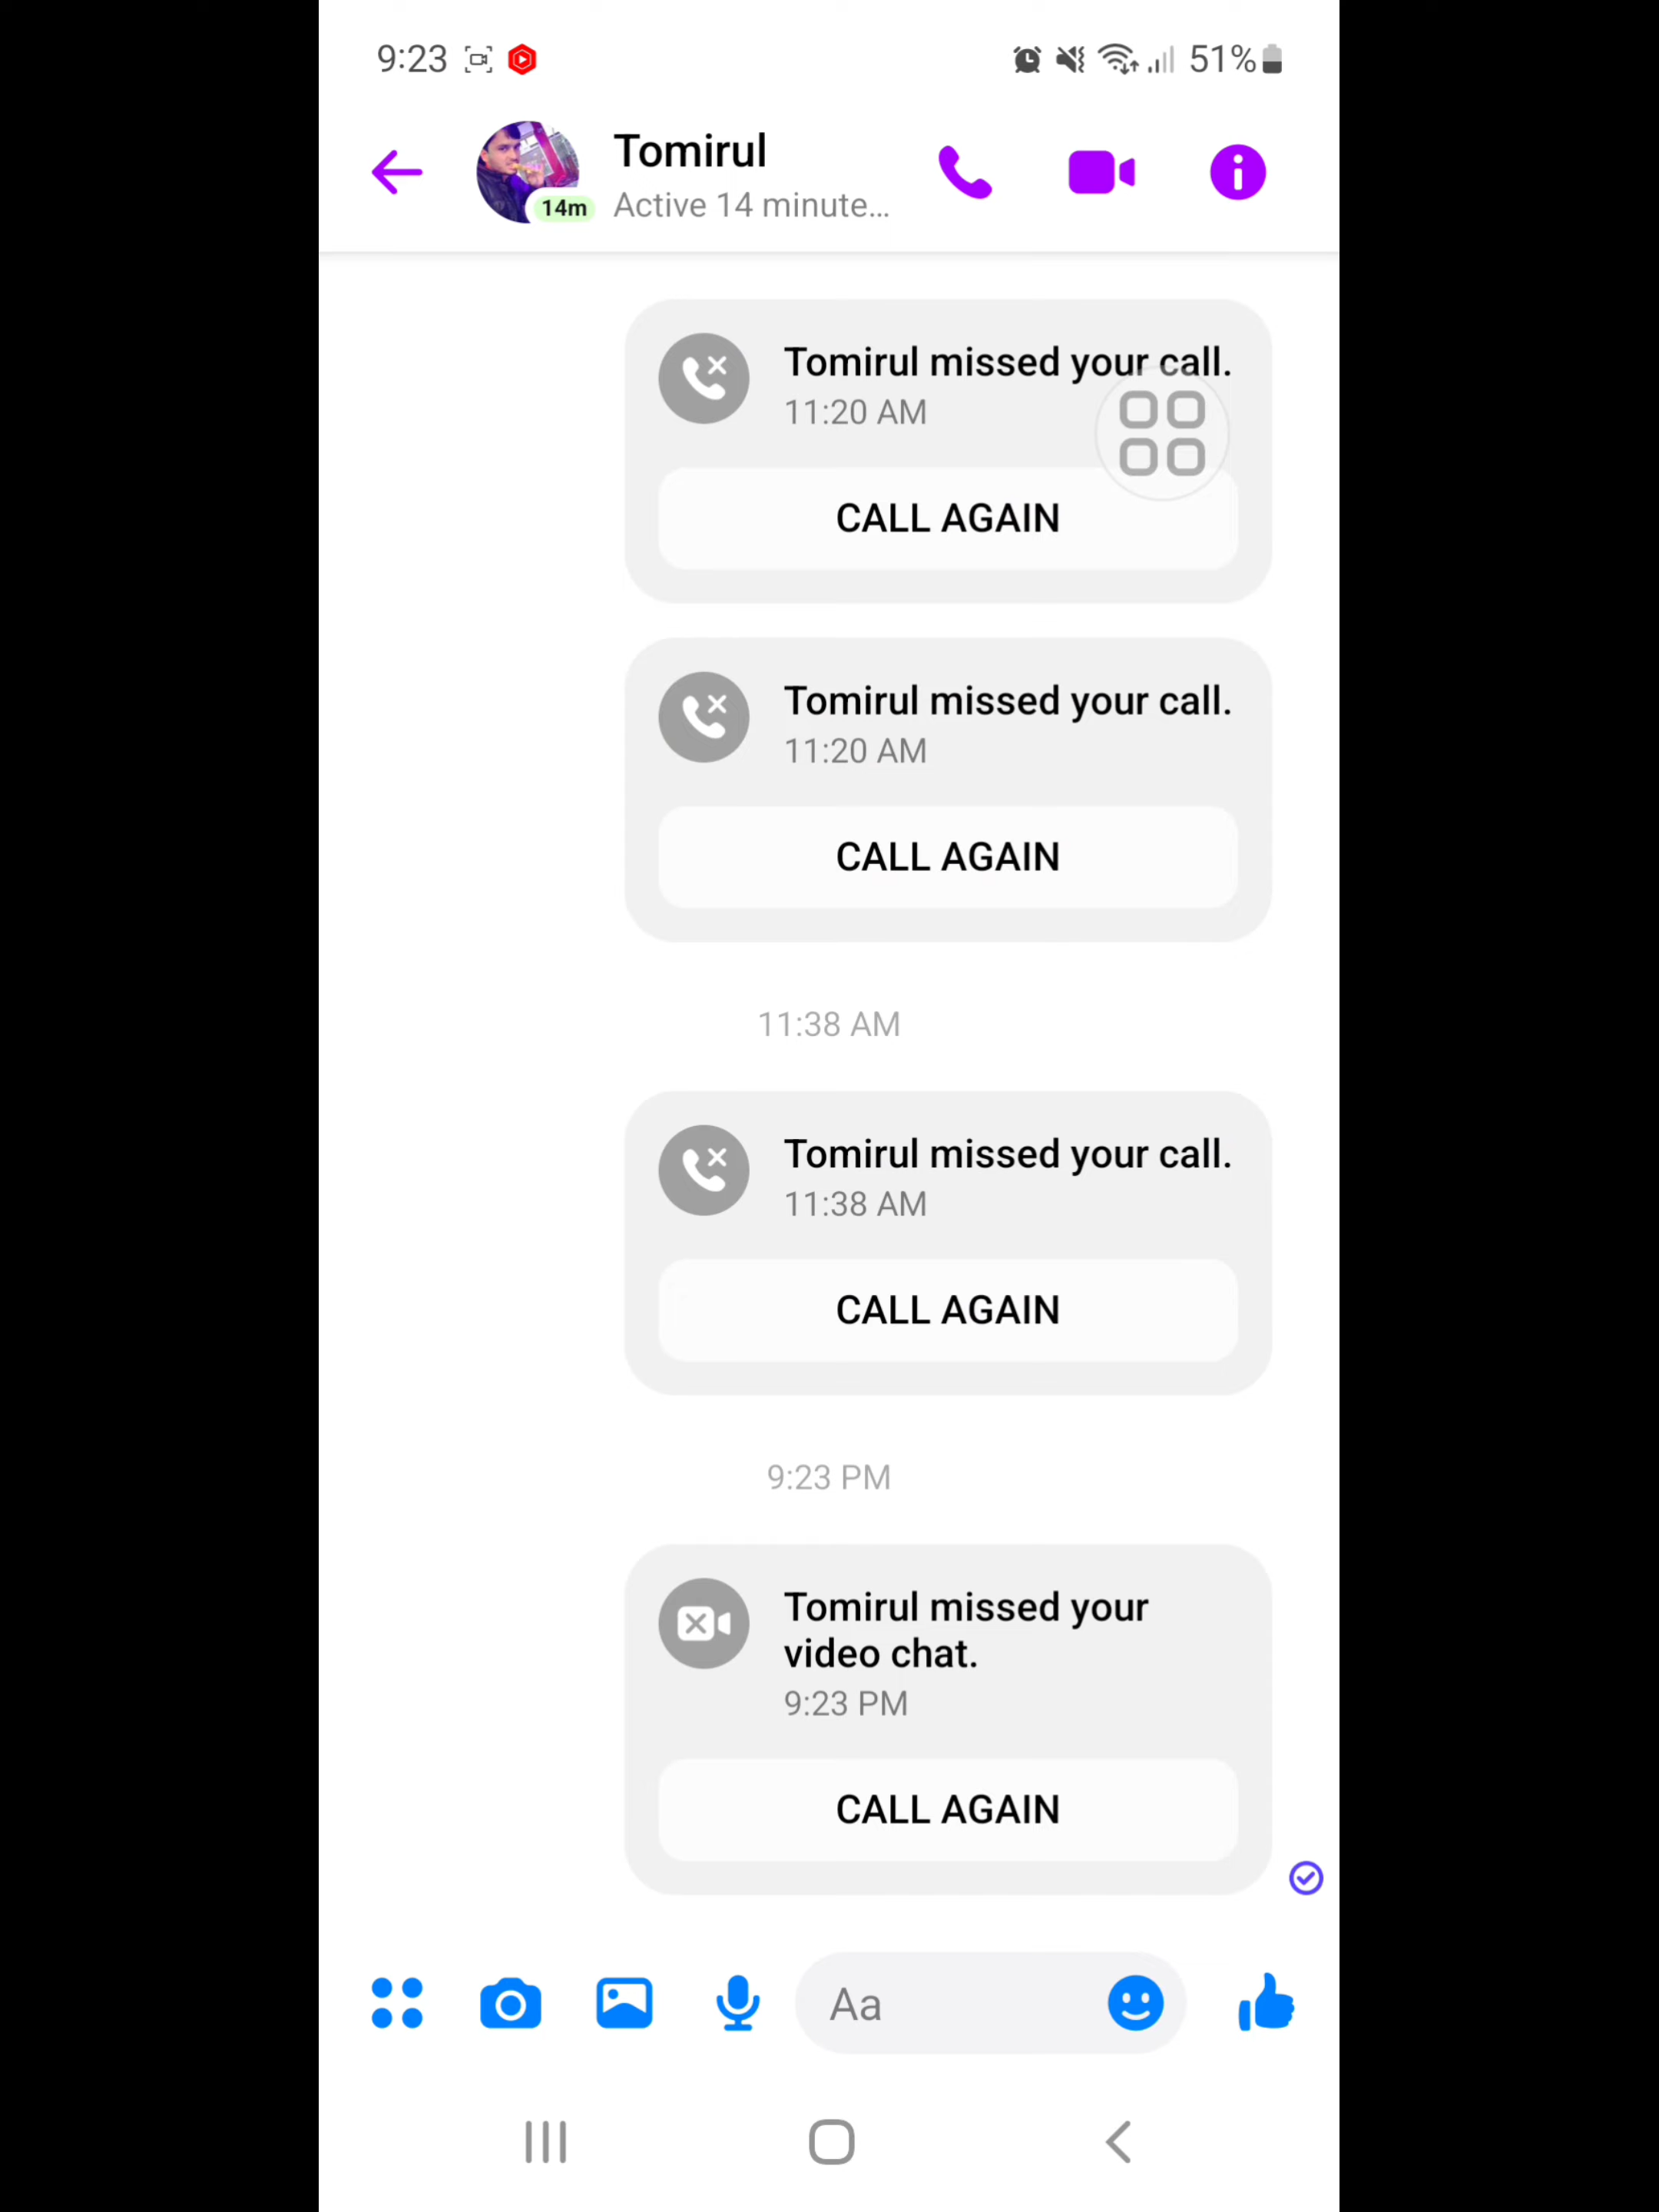 9:23
51%
Tomirul
14m
Active 14 minute...
Tomirul missed your call.
11:20 AM
CALL AGAIN
Tomirul missed your call.
11:20 AM
CALL AGAIN
11:38 AM
Tomirul missed your call.
11:38 AM
CALL AGAIN
9:23 PM
Tomirul missed your
video chat.
9:23 PM
CALL AGAIN
Aa